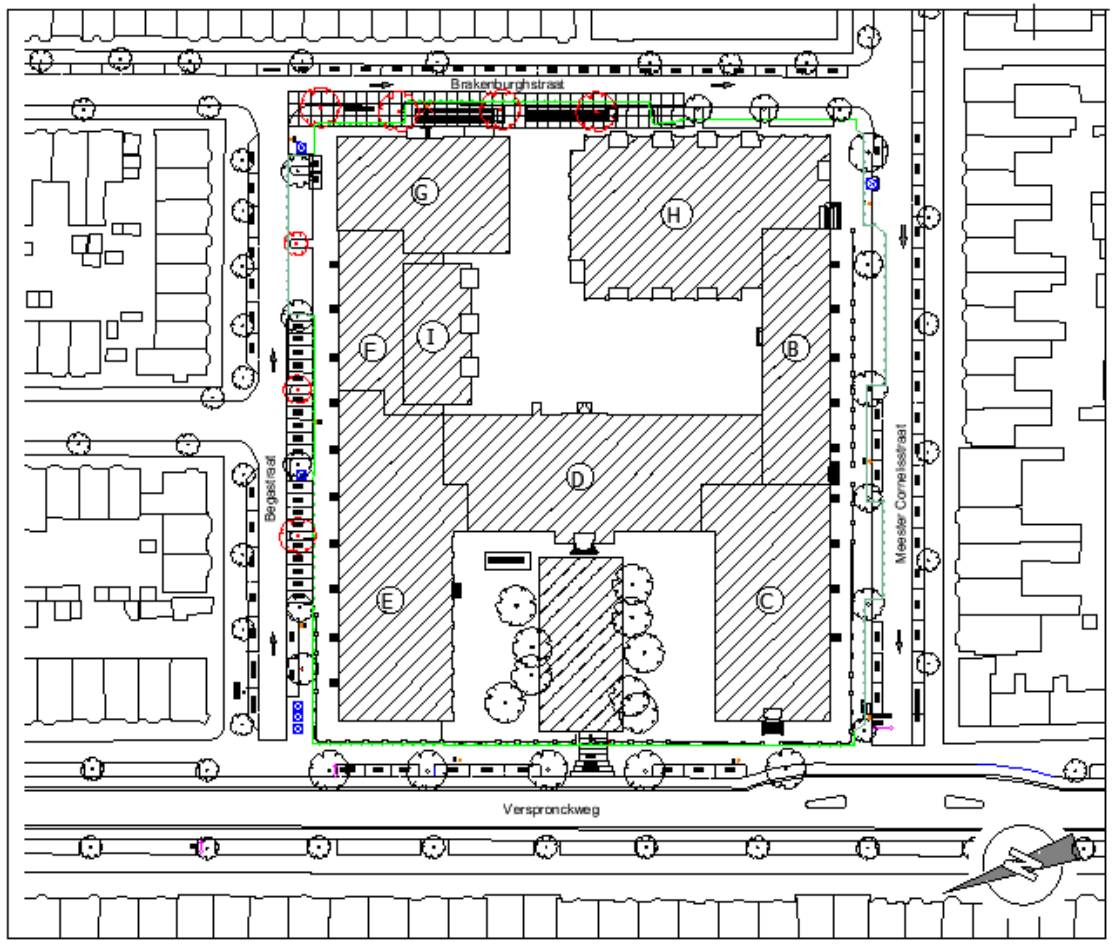 Brakenburghstraat
G
H
I
F
B
Begastraat
Meester Cornelisstraat
D
E
C
Verspronckweg
N